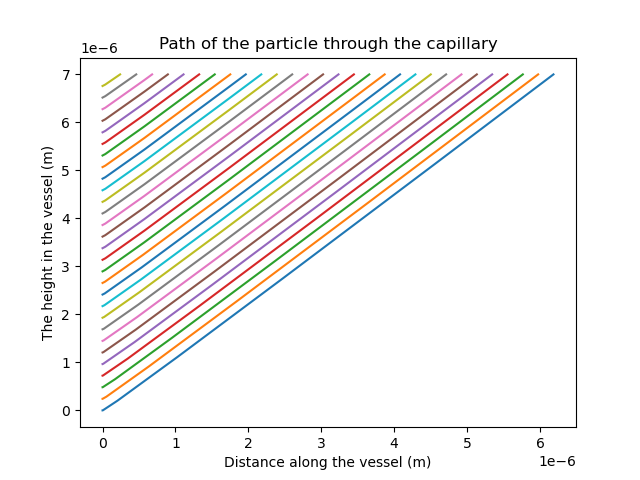 Path of the particle through the capillary
1e−6
7
6
5
4
3
2
1
0
The height in the vessel (m)
0 1 2 3 4 5 6
1e−6
Distance along the vessel (m)